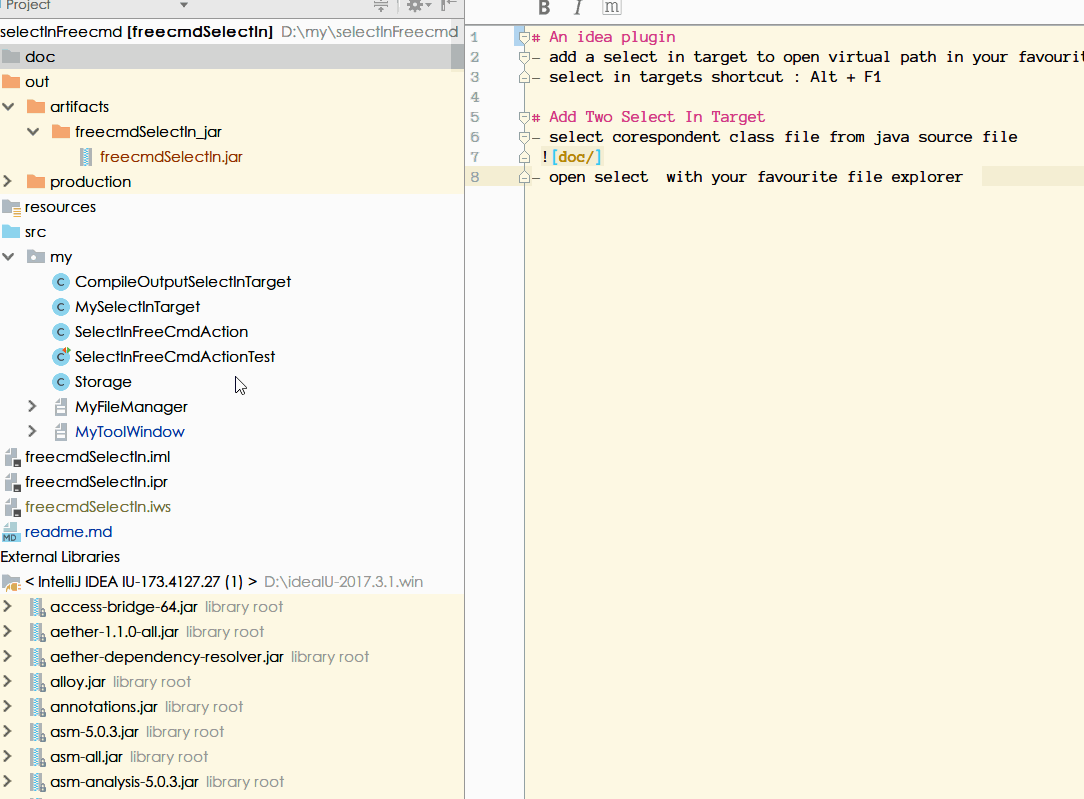 Project
selectInFreecmd [freecmdSelectIn] D:\my\selectInFreecmd
doc
out
artifacts
freecmdSelectIn_jar
freecmdSelectIn.jar
production
resources
src
my
CompileOutputSelectInTarget
MySelectInTarget
SelectInFreeCmdAction
SelectInFreeCmdActionTest
Storage
MyFileManager
MyToolWindow
freecmdSelectIn.iml
freecmdSelectIn.ipr
freecmdSelectIn.iws
readme.md
External Libraries
< IntelliJ IDEA IU-173.4127.27 (1) > D:\ideaIU-2017.3.1.win
access-bridge-64.jar library root
aether-1.1.0-all.jar library root
aether-dependency-resolver.jar library root
alloy.jar library root
annotations.jar library root
asm-5.0.3.jar library root
asm-all.jar library root
asm-analysis-5.0.3.jar library root
B I m
1 # An idea plugin
2 - add a select in target to open virtual path in your favourit
3 - select in targets shortcut : Alt + F1
4
5 # Add Two Select In Target
6 - select corespondent class file from java source file
7 ![doc/]
8 - open select with your favourite file explorer